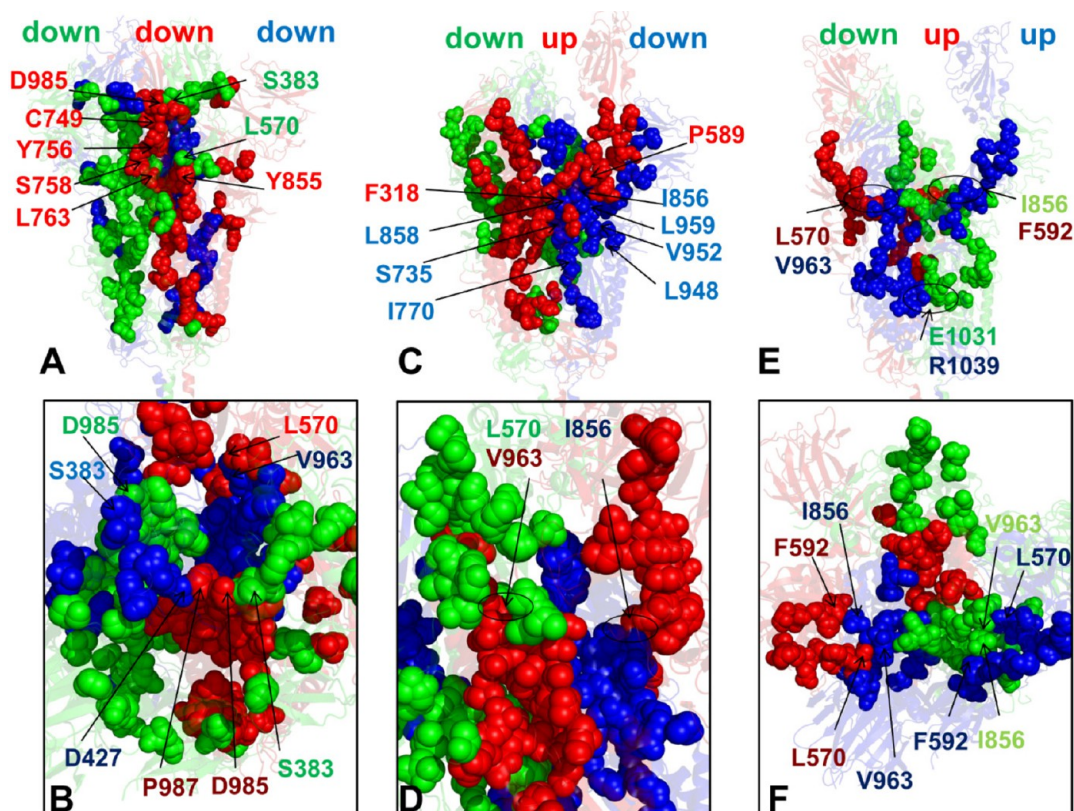 down down down
D985
S383
C749
L570
Y756
S758
Y855
L763
A
down up down
P589
F318
I856
L858
L959
V952
S735
L948
I770
C
down up up
I856
L570
F592
V963
E1031
R1039
E
D985
L570
S383
V963
D427
P987 D985
S383
B
L570
I856
V963
D
I856
V963
F592
L570
L570
F592 I856
V963
F